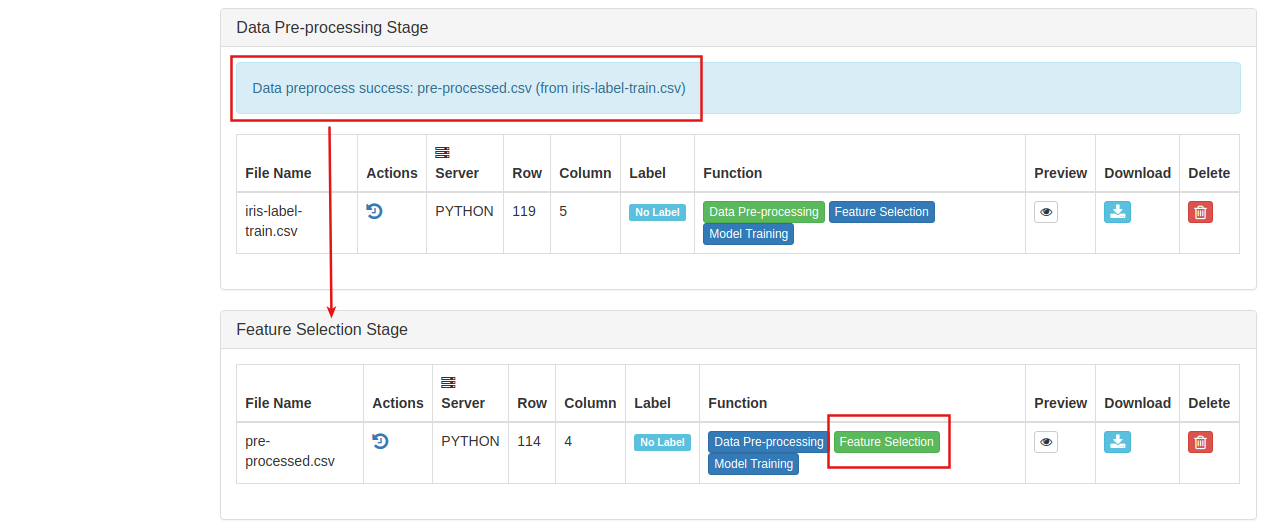 Data Pre-processing Stage
Data preprocess success: pre-processed.csv (from iris-label-train.csv)
File Name Actions Server Row Column Label Function Preview Download Delete
iris-label- PYTHON 119 5 No Label Data Pre-processing Feature Selection
train.csv Model Training
Feature Selection Stage
File Name Actions Server Row Column Label Function Preview Download Delete
pre- PYTHON 114 4 No Label Data Pre-processing Feature Selection
processed.csv Model Training